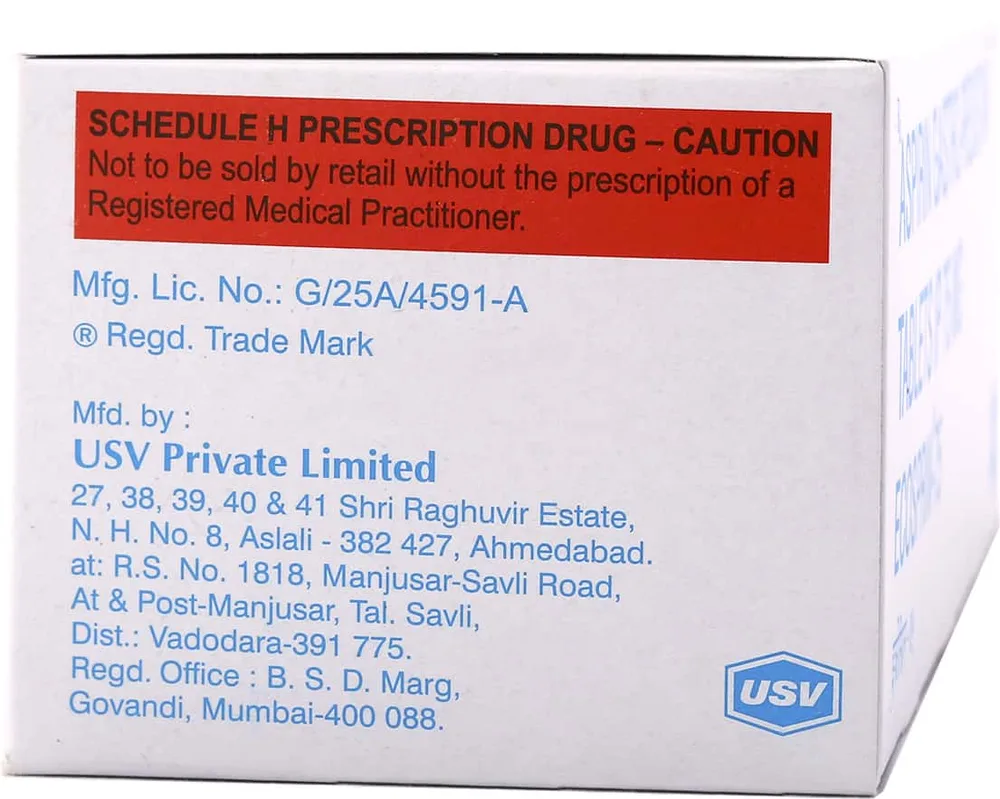 SCHEDULE H PRESCRIPTION DRUG – CAUTION
Not to be sold by retail without the prescription of a
Registered Medical Practitioner.
Mfg. Lic. No.: G/25A/4591-A
® Regd. Trade Mark
Mfd. by :
USV Private Limited
27, 38, 39, 40 & 41 Shri Raghuvir Estate,
N. H. No. 8, Aslali - 382 427, Ahmedabad.
at: R.S. No. 1818, Manjusar-Savli Road,
At & Post-Manjusar, Tal. Savli,
Dist.: Vadodara-391 775.
Regd. Office : B. S. D. Marg,
Govandi, Mumbai-400 088.
USV
ASPIRIN
TABLETS